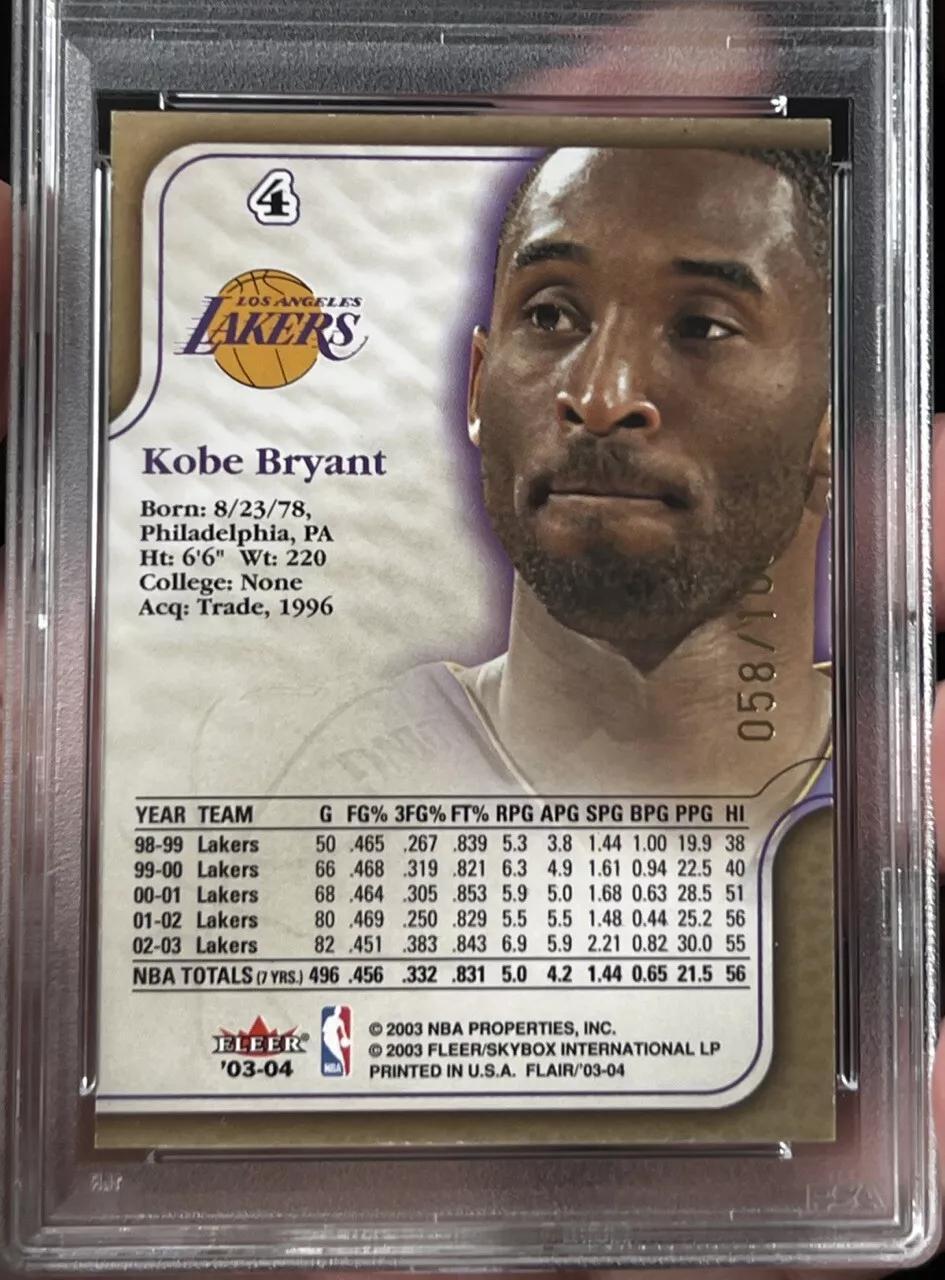 4
LOS ANGELES
LAKERS
Kobe Bryant
Born: 8/23/78,
Philadelphia, PA
Ht: 6'6" Wt: 220
College: None
Acq: Trade, 1996
058/10
YEAR TEAM G FG% 3FG% FT% RPG APG SPG BPG PPG HI
98-99 Lakers 50 .465 .267 .839 5.3 3.8 1.44 1.00 19.9 38
99-00 Lakers 66 .468 .319 .821 6.3 4.9 1.61 0.94 22.5 40
00-01 Lakers 68 .464 .305 .853 5.9 5.0 1.68 0.63 28.5 51
01-02 Lakers 80 .469 .250 .829 5.5 5.5 1.48 0.44 25.2 56
02-03 Lakers 82 .451 .383 .843 6.9 5.9 2.21 0.82 30.0 55
NBA TOTALS (7 YRS.) 496 .456 .332 .831 5.0 4.2 1.44 0.65 21.5 56
FLEER®
'03-04
NBA
© 2003 NBA PROPERTIES, INC.
© 2003 FLEER/SKYBOX INTERNATIONAL LP
PRINTED IN U.S.A. FLAIR/'03-04
PSA